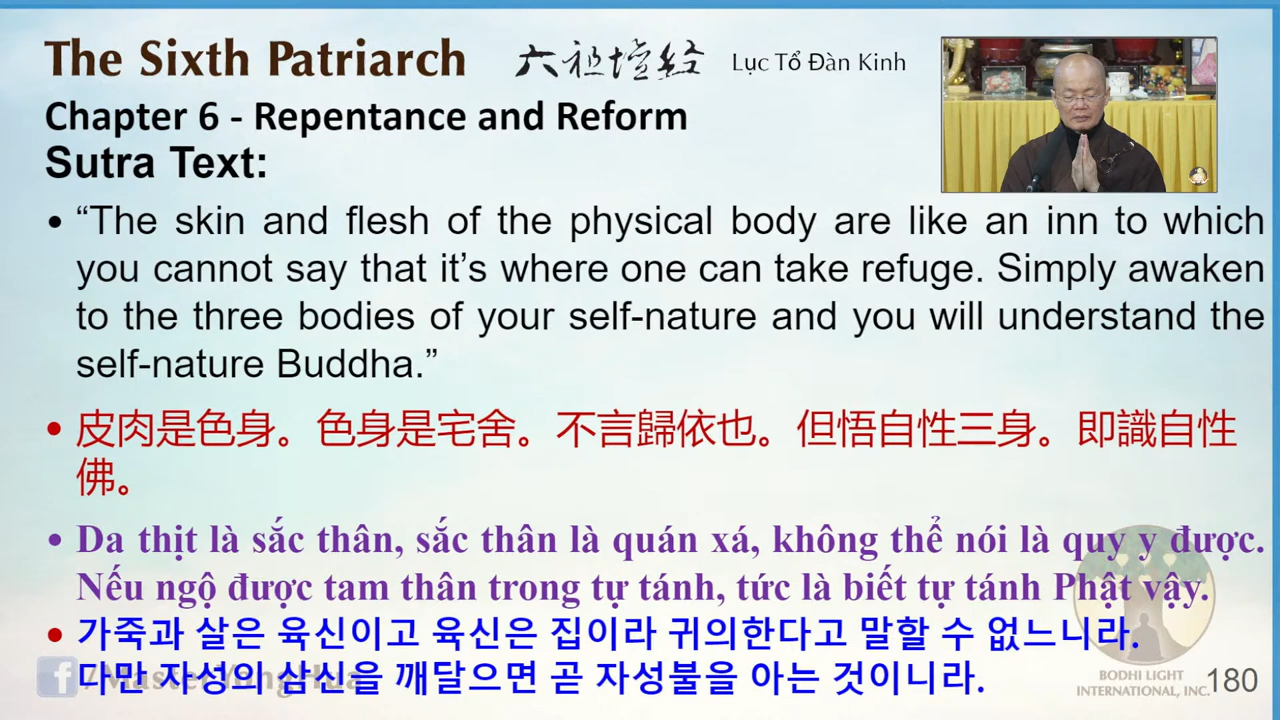 The Sixth Patriarch 六祖壇经 Lục Tổ Đàn Kinh
Chapter 6 - Repentance and Reform
Sutra Text:
• “The skin and flesh of the physical body are like an inn to which
you cannot say that it’s where one can take refuge. Simply awaken
to the three bodies of your self-nature and you will understand the
self-nature Buddha.”
• 皮肉是色身。色身是宅舍。不言歸依也。但悟自性三身。即識自性
佛。
• Da thịt là sắc thân, sắc thân là quán xá, không thể nói là quy y được.
Nếu ngộ được tam thân trong tự tánh, tức là biết tự tánh Phật vậy.
• 가죽과 살은 육신이고 육신은 집이라 귀의한다고 말할 수 없느니라.
다만 자성의 삼신을 깨달으면 곧 자성불을 아는 것이니라.
f /MasterYongHua
BODHI LIGHT
INTERNATIONAL, INC.
180